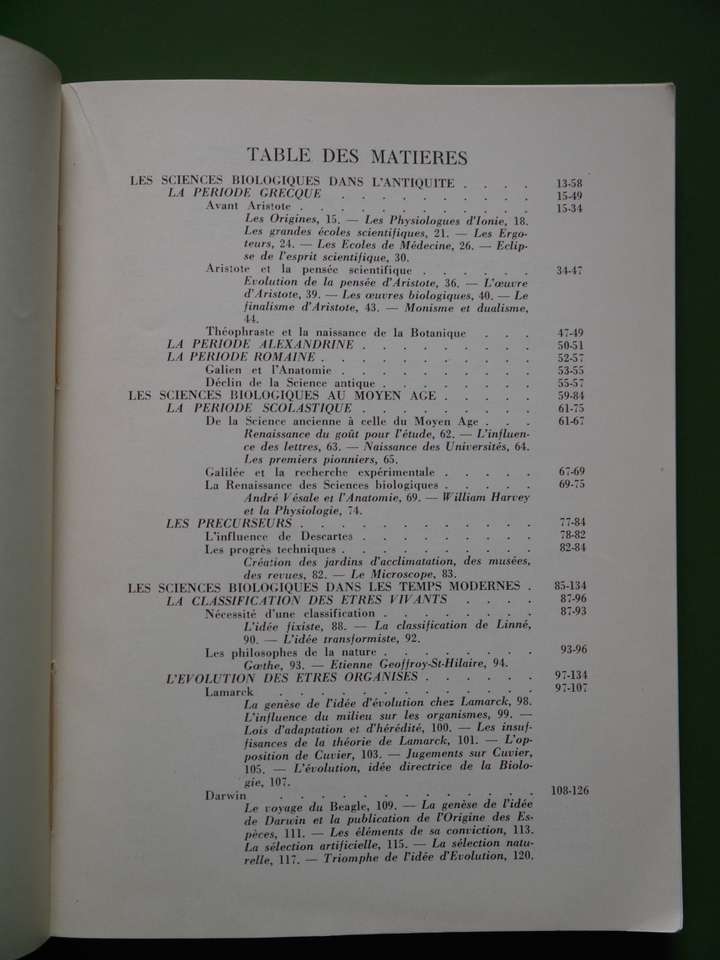 TABLE DES MATIERES
LES SCIENCES BIOLOGIQUES DANS L'ANTIQUITE . . . . 13-58
LA PERIODE GRECQUE . . . . . . . . . . 15-49
Avant Aristote . . . . . . . . . . . . 15-34
Les Origines, 15. — Les Physiologues d'Ionie, 18.
Les grandes écoles scientifiques, 21. — Les Ergo-
teurs, 24. — Les Ecoles de Médecine, 26. — Eclip-
se de l'esprit scientifique, 30.
Aristote et la pensée scientifique . . . . . . 34-47
Evolution de la pensée d'Aristote, 36. — L'œuvre
d'Aristote, 39. — Les œuvres biologiques, 40. — Le
finalisme d'Aristote, 43. — Monisme et dualisme,
44.
Théophraste et la naissance de la Botanique . . . 47-49
LA PERIODE ALEXANDRINE . . . . . . . . . 50-51
LA PERIODE ROMAINE . . . . . . . . . . . 52-57
Galien et l'Anatomie . . . . . . . . . . 53-55
Déclin de la Science antique . . . . . . . . 55-57
LES SCIENCES BIOLOGIQUES AU MOYEN AGE . . . . . 59-84
LA PERIODE SCOLASTIQUE . . . . . . . . . 61-75
De la Science ancienne à celle du Moyen Age . . . 61-67
Renaissance du goût pour l'étude, 62. — L'influen-
ce des lettres, 63. — Naissance des Universités, 64.
Les premiers pionniers, 65.
Galilée et la recherche expérimentale . . . . . 67-69
La Renaissance des Sciences biologiques . . . . . 69-75
André Vésale et l'Anatomie, 69. — William Harvey
et la Physiologie, 74.
LES PRECURSEURS . . . . . . . . . . . . 77-84
L'influence de Descartes . . . . . . . . . 78-82
Les progrès techniques . . . . . . . . . . 82-84
Création des jardins d'acclimatation, des musées,
des revues, 82. — Le Microscope, 83.
LES SCIENCES BIOLOGIQUES DANS LES TEMPS MODERNES . 85-134
LA CLASSIFICATION DES ETRES VIVANTS . . . . 87-96
Nécessité d'une classification . . . . . . . . 87-93
L'idée fixiste, 88. — La classification de Linné,
90. — L'idée transformiste, 92.
Les philosophes de la nature . . . . . . . . 93-96
Gœthe, 93. — Etienne Geoffroy-St-Hilaire, 94.
L'EVOLUTION DES ETRES ORGANISES . . . . . . 97-134
Lamarck . . . . . . . . . . . . . 97-107
La genèse de l'idée d'évolution chez Lamarck, 98.
L'influence du milieu sur les organismes, 99. —
Lois d'adaptation et d'hérédité, 100. — Les insuf-
fisances de la théorie de Lamarck, 101. — L'op-
position de Cuvier, 103. — Jugements sur Cuvier,
105. — L'évolution, idée directrice de la Biolo-
gie, 107.
Darwin . . . . . . . . . . . . . 108-126
Le voyage du Beagle, 109. — La genèse de l'idée
de Darwin et la publication de l'Origine des Es-
pèces, 111. — Les éléments de sa conviction, 113.
La sélection artificielle, 115. — La sélection natu-
relle, 117. — Triomphe de l'idée d'Evolution, 120.